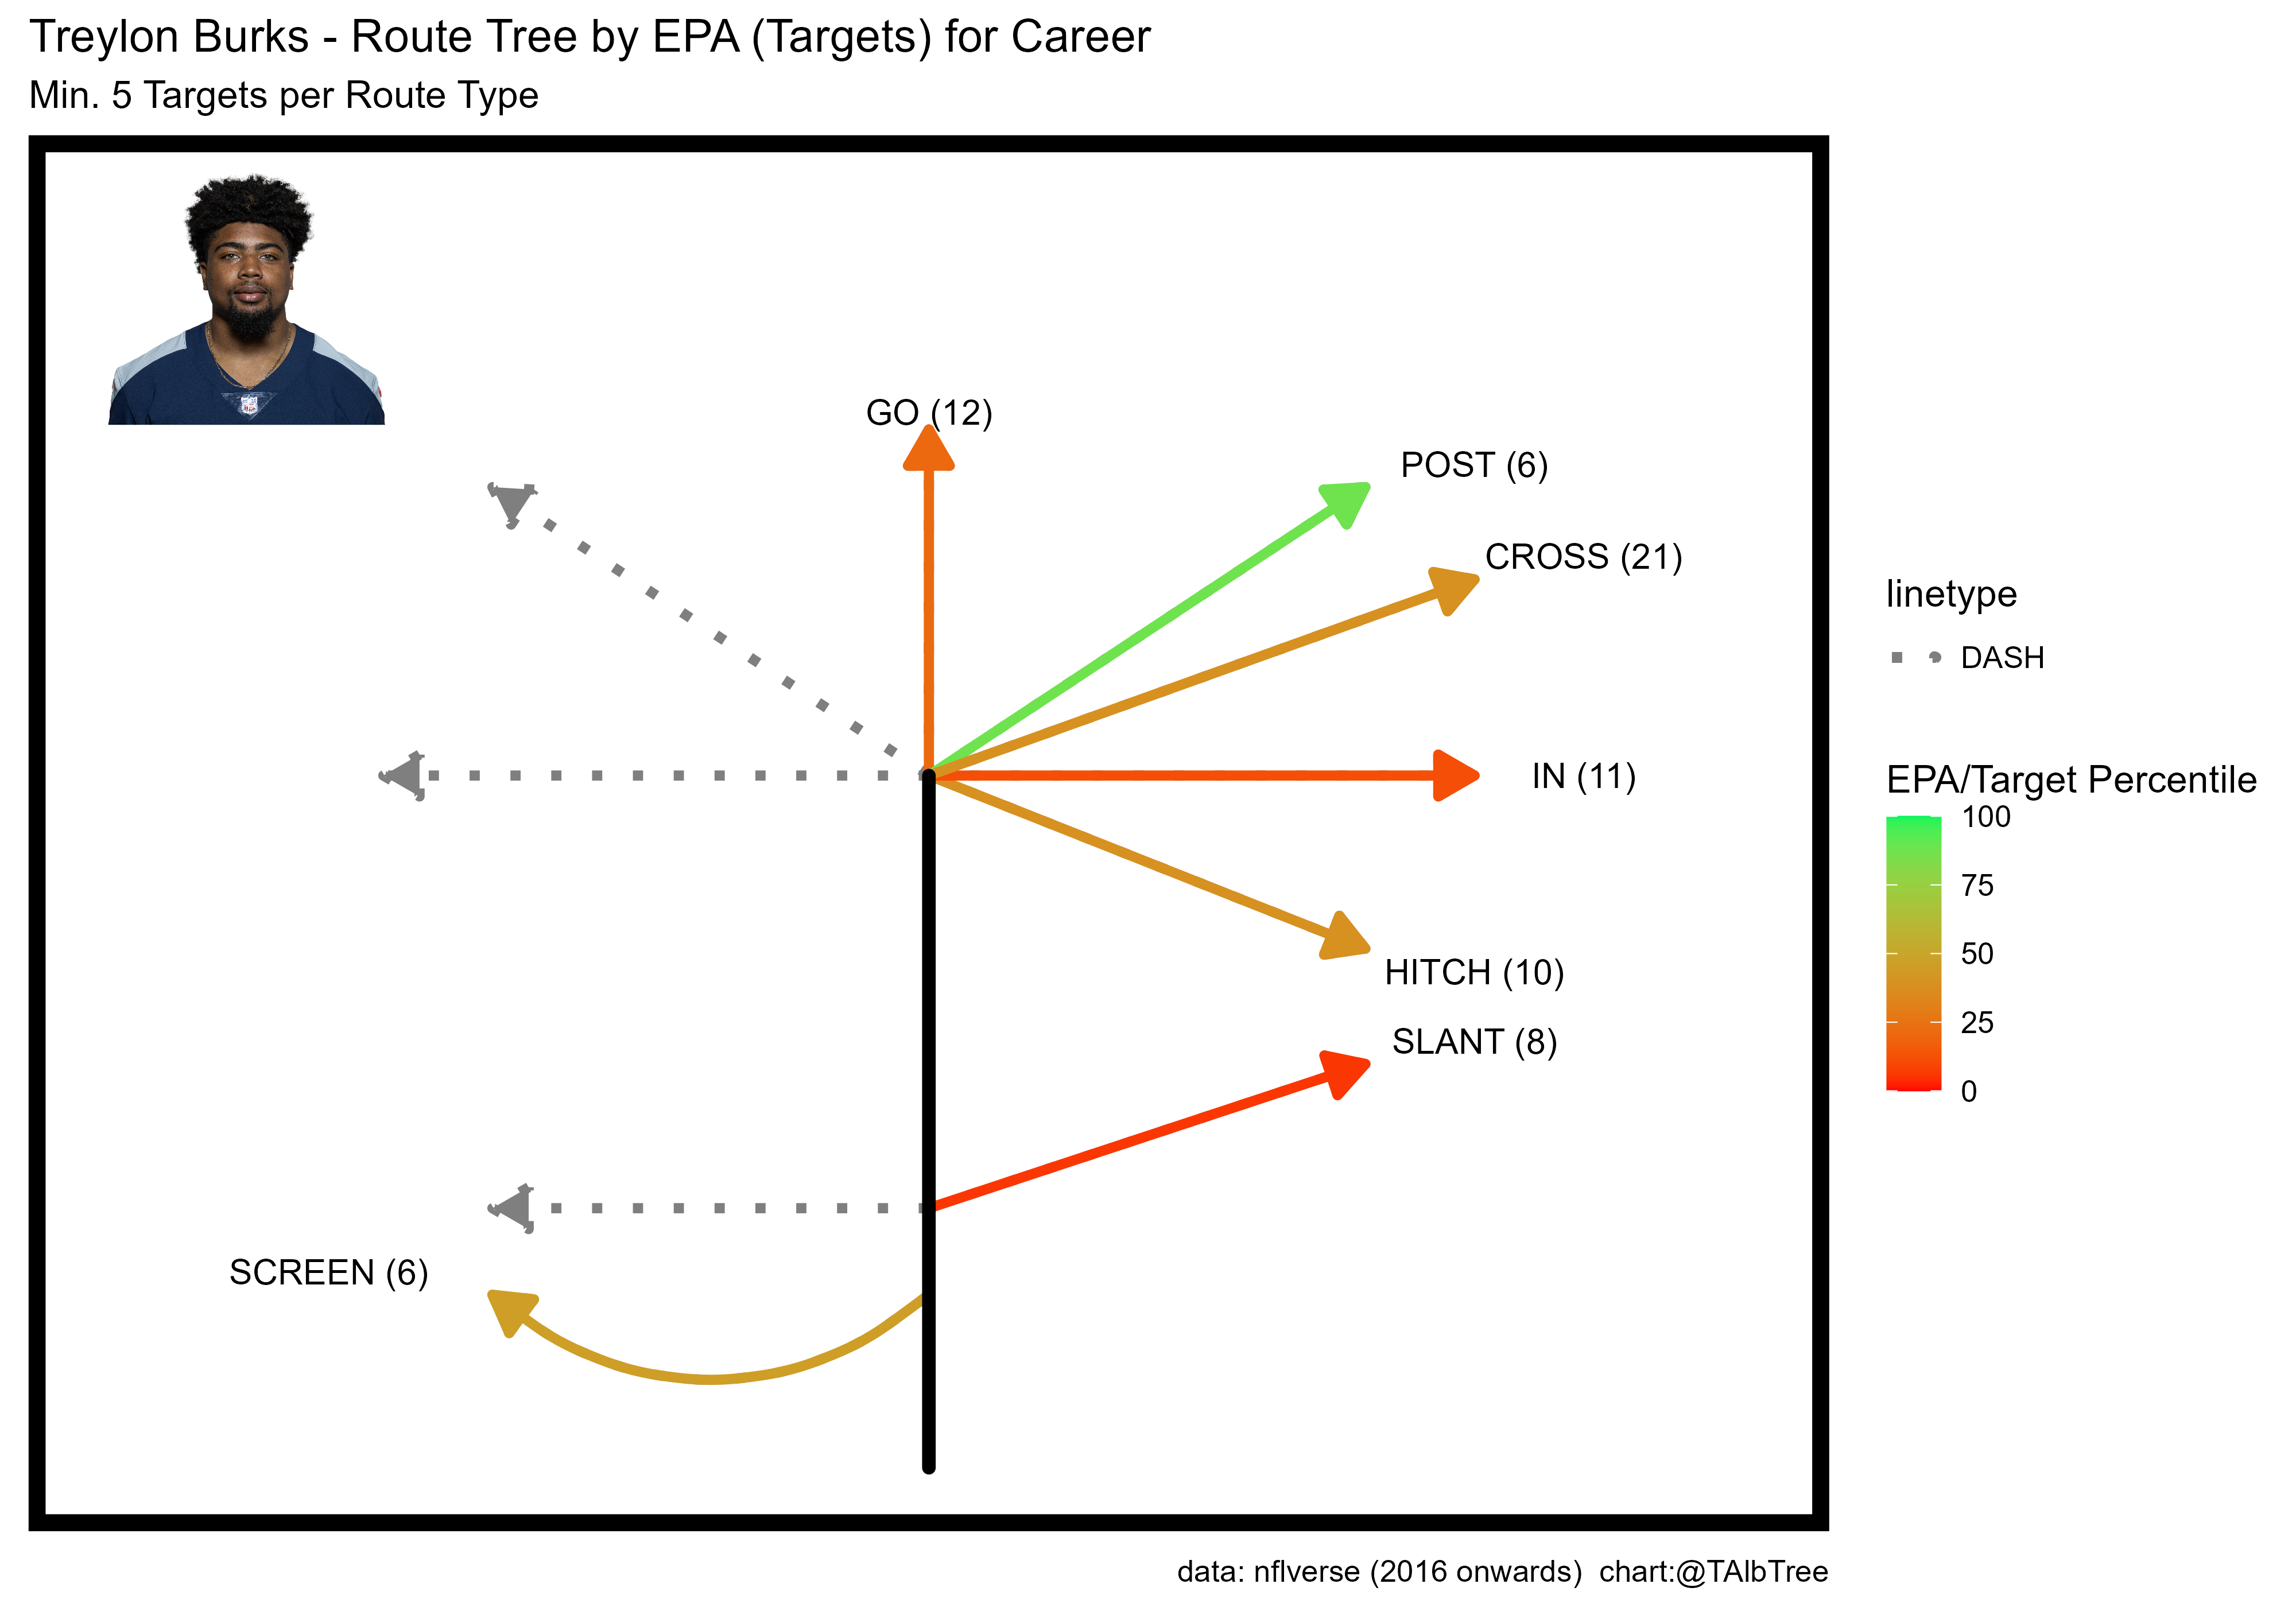 Treylon Burks - Route Tree by EPA (Targets) for Career
Min. 5 Targets per Route Type
GO (12)
POST (6)
CROSS (21)
IN (11)
HITCH (10)
SLANT (8)
SCREEN (6)
linetype
DASH
EPA/Target Percentile
100
75
50
25
0
data: nflverse (2016 onwards)  chart:@TAlbTree